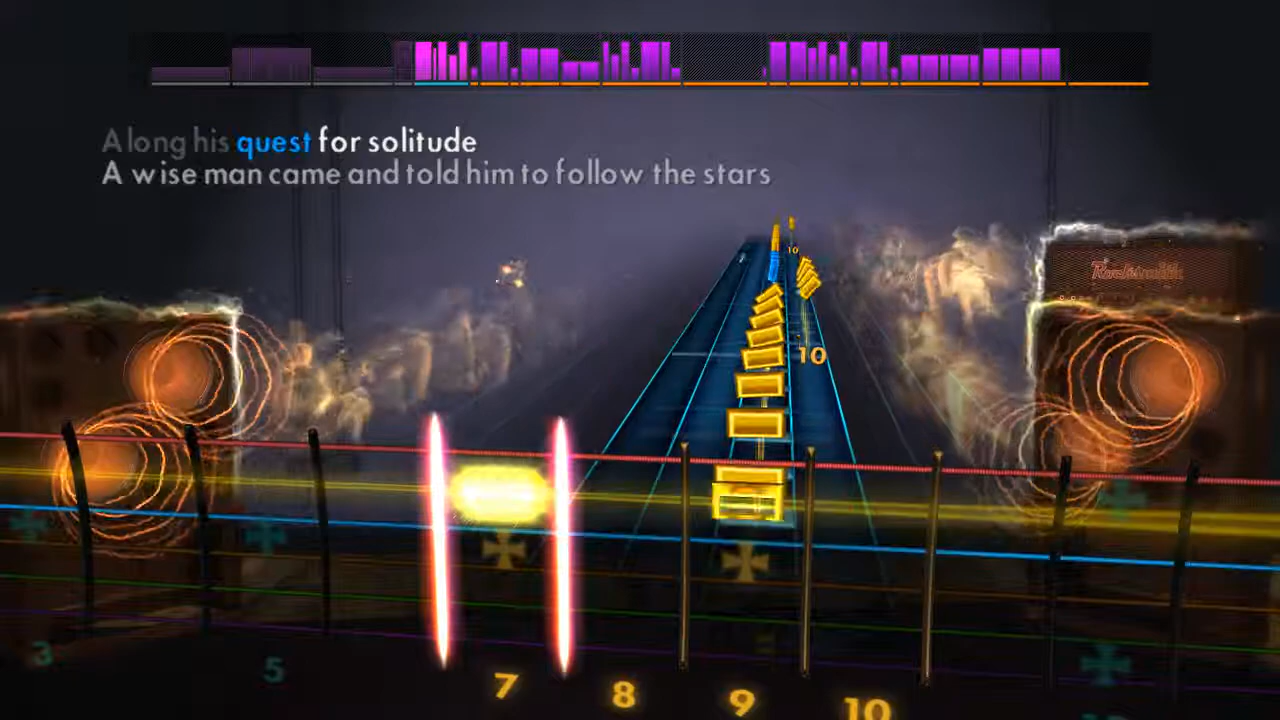 Along his quest for solitude
A wise man came and told him to follow the stars
Rocksmith
10
10
3
5
7
8
9
10